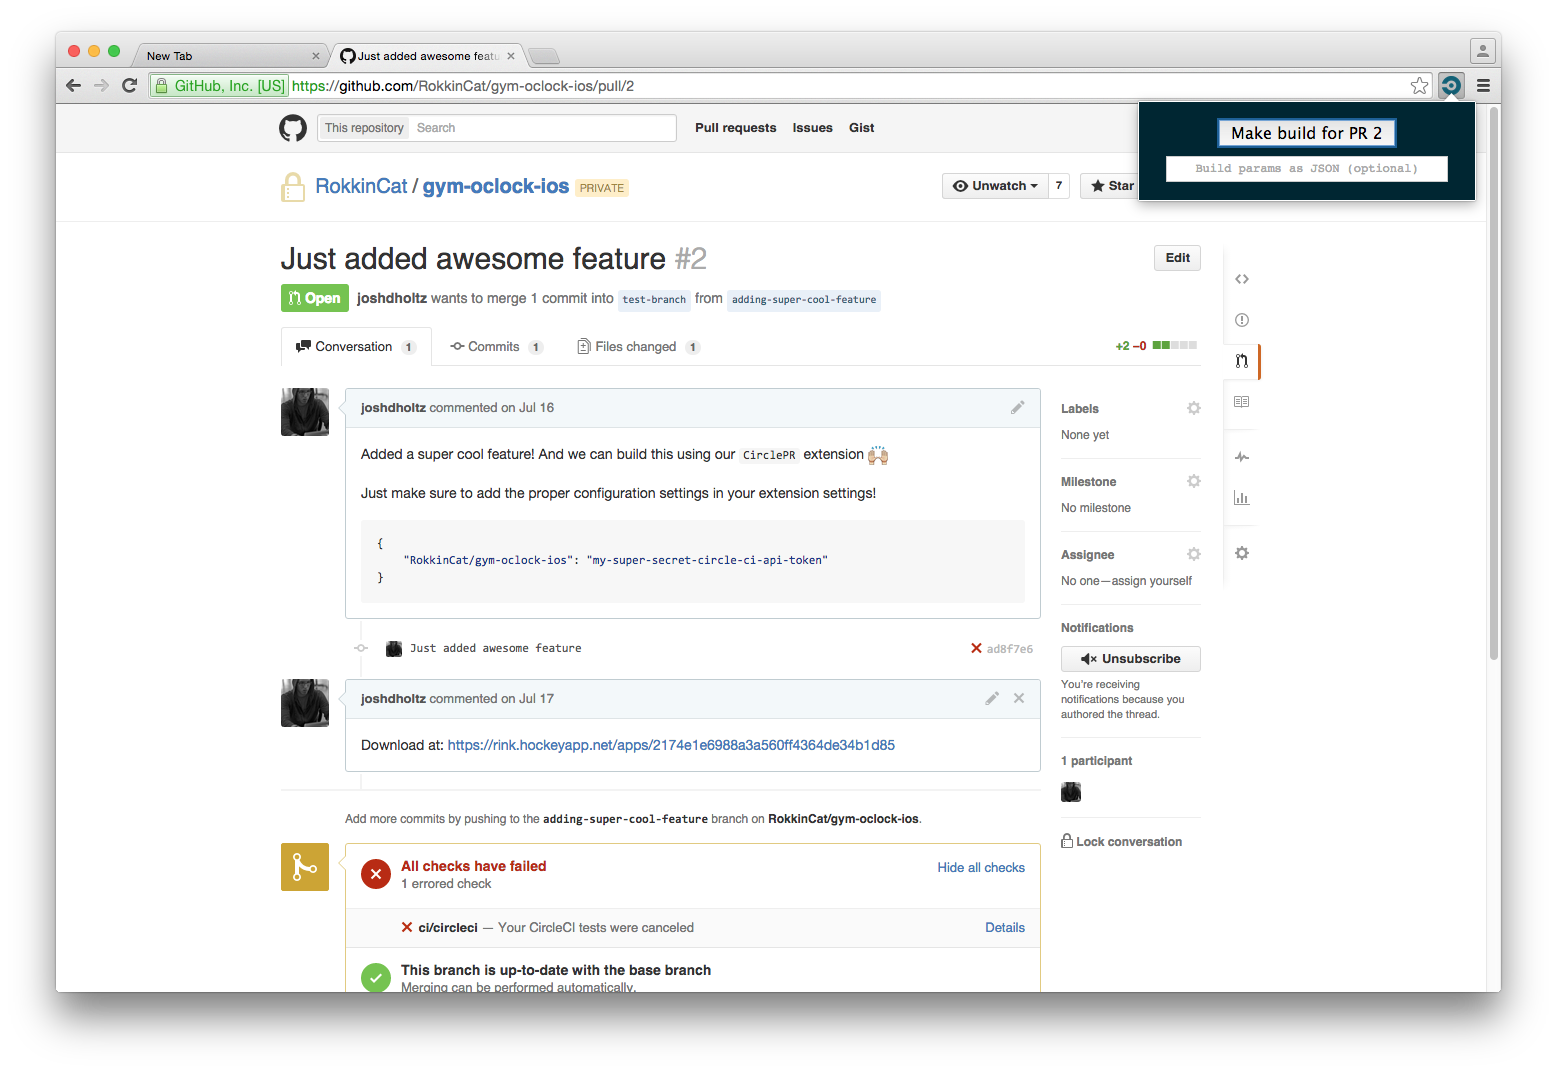 New Tab
Just added awesome featu
GitHub, Inc. [US] https://github.com/RokkinCat/gym-oclock-ios/pull/2
This repository Search Pull requests Issues Gist
Make build for PR 2
Build params as JSON (optional)
RokkinCat / gym-oclock-ios PRIVATE
Unwatch 7 Star
Just added awesome feature #2
Edit
Open joshdholtz wants to merge 1 commit into test-branch from adding-super-cool-feature
Conversation 1 Commits 1 Files changed 1 +2 −0
joshdholtz commented on Jul 16
Added a super cool feature! And we can build this using our CirclePR extension 🙌
Just make sure to add the proper configuration settings in your extension settings!
{
"RokkinCat/gym-oclock-ios": "my-super-secret-circle-ci-api-token"
}
Just added awesome feature ad8f7e6
joshdholtz commented on Jul 17
Download at: https://rink.hockeyapp.net/apps/2174e1e6988a3a560ff4364de34b1d85
Add more commits by pushing to the adding-super-cool-feature branch on RokkinCat/gym-oclock-ios.
All checks have failed
1 errored check
Hide all checks
ci/circleci — Your CircleCI tests were canceled Details
This branch is up-to-date with the base branch
Merging can be performed automatically.
Labels
None yet
Milestone
No milestone
Assignee
No one—assign yourself
Notifications
Unsubscribe
You're receiving
notifications because you
authored the thread.
1 participant
Lock conversation